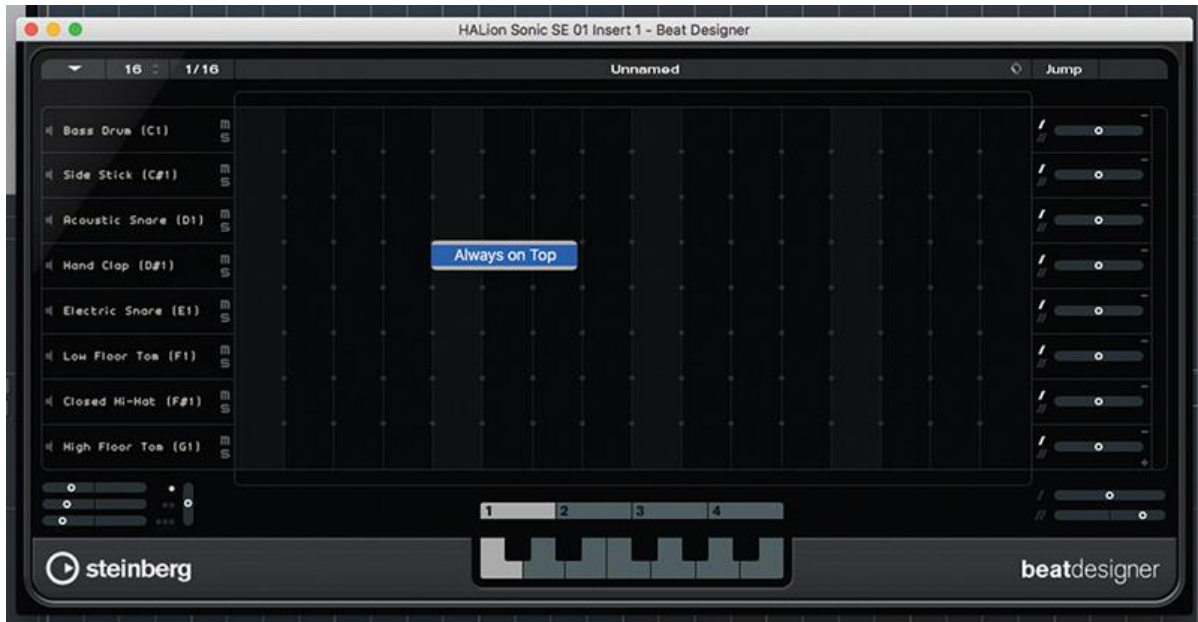 HALion Sonic SE 01 Insert 1 - Beat Designer
16 1/16 Unnamed Jump
Bass Drum (C1) m S
Side Stick (C#1) m S
Acoustic Snare (D1) m S
Always on Top
Hand Clap (D#1) m S
Electric Snare (E1) m S
Low Floor Tom (F1) m S
Closed Hi-Hat (F#1) m S
High Floor Tom (G1) m S
1 2 3 4
steinberg beatdesigner